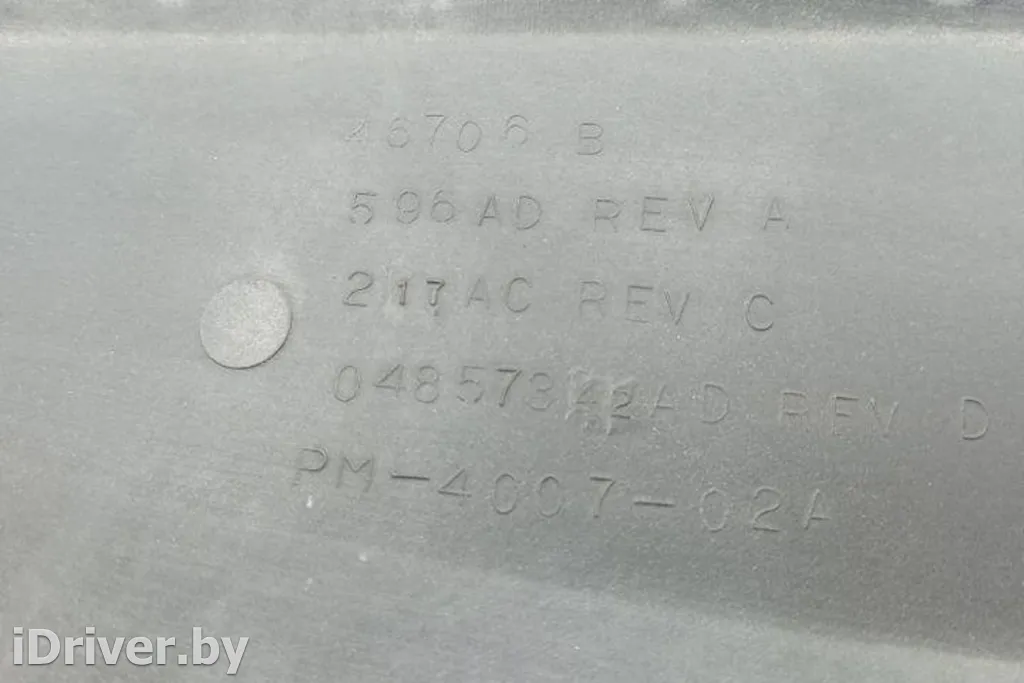 46706 B
596AD REV A
217AC REV C
04857342AD REV D
PM-4007-02A
iDriver.by